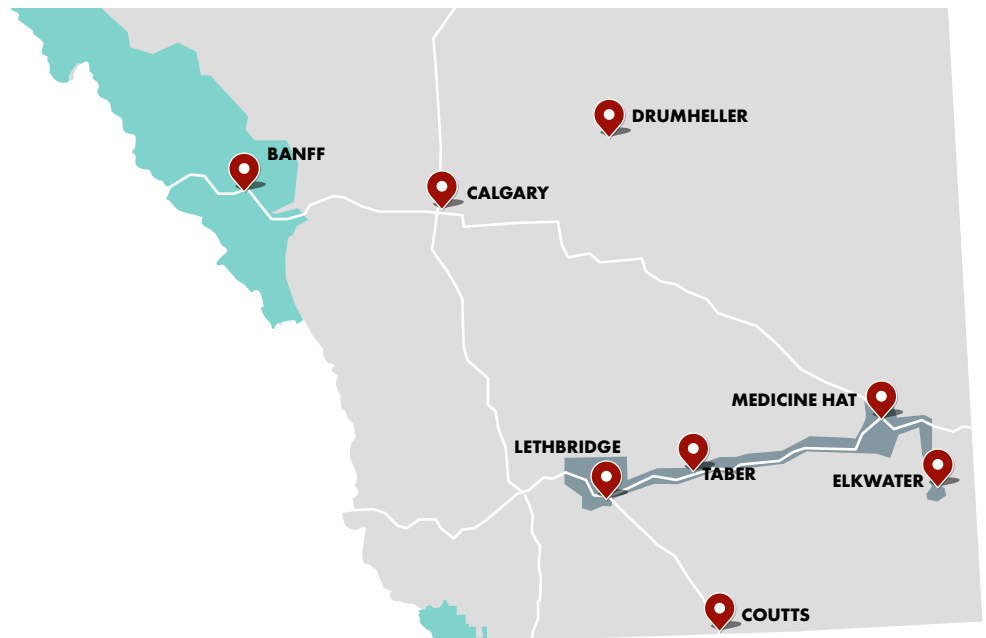 DRUMHELLER
BANFF
CALGARY
MEDICINE HAT
LETHBRIDGE
TABER
ELKWATER
COUTTS